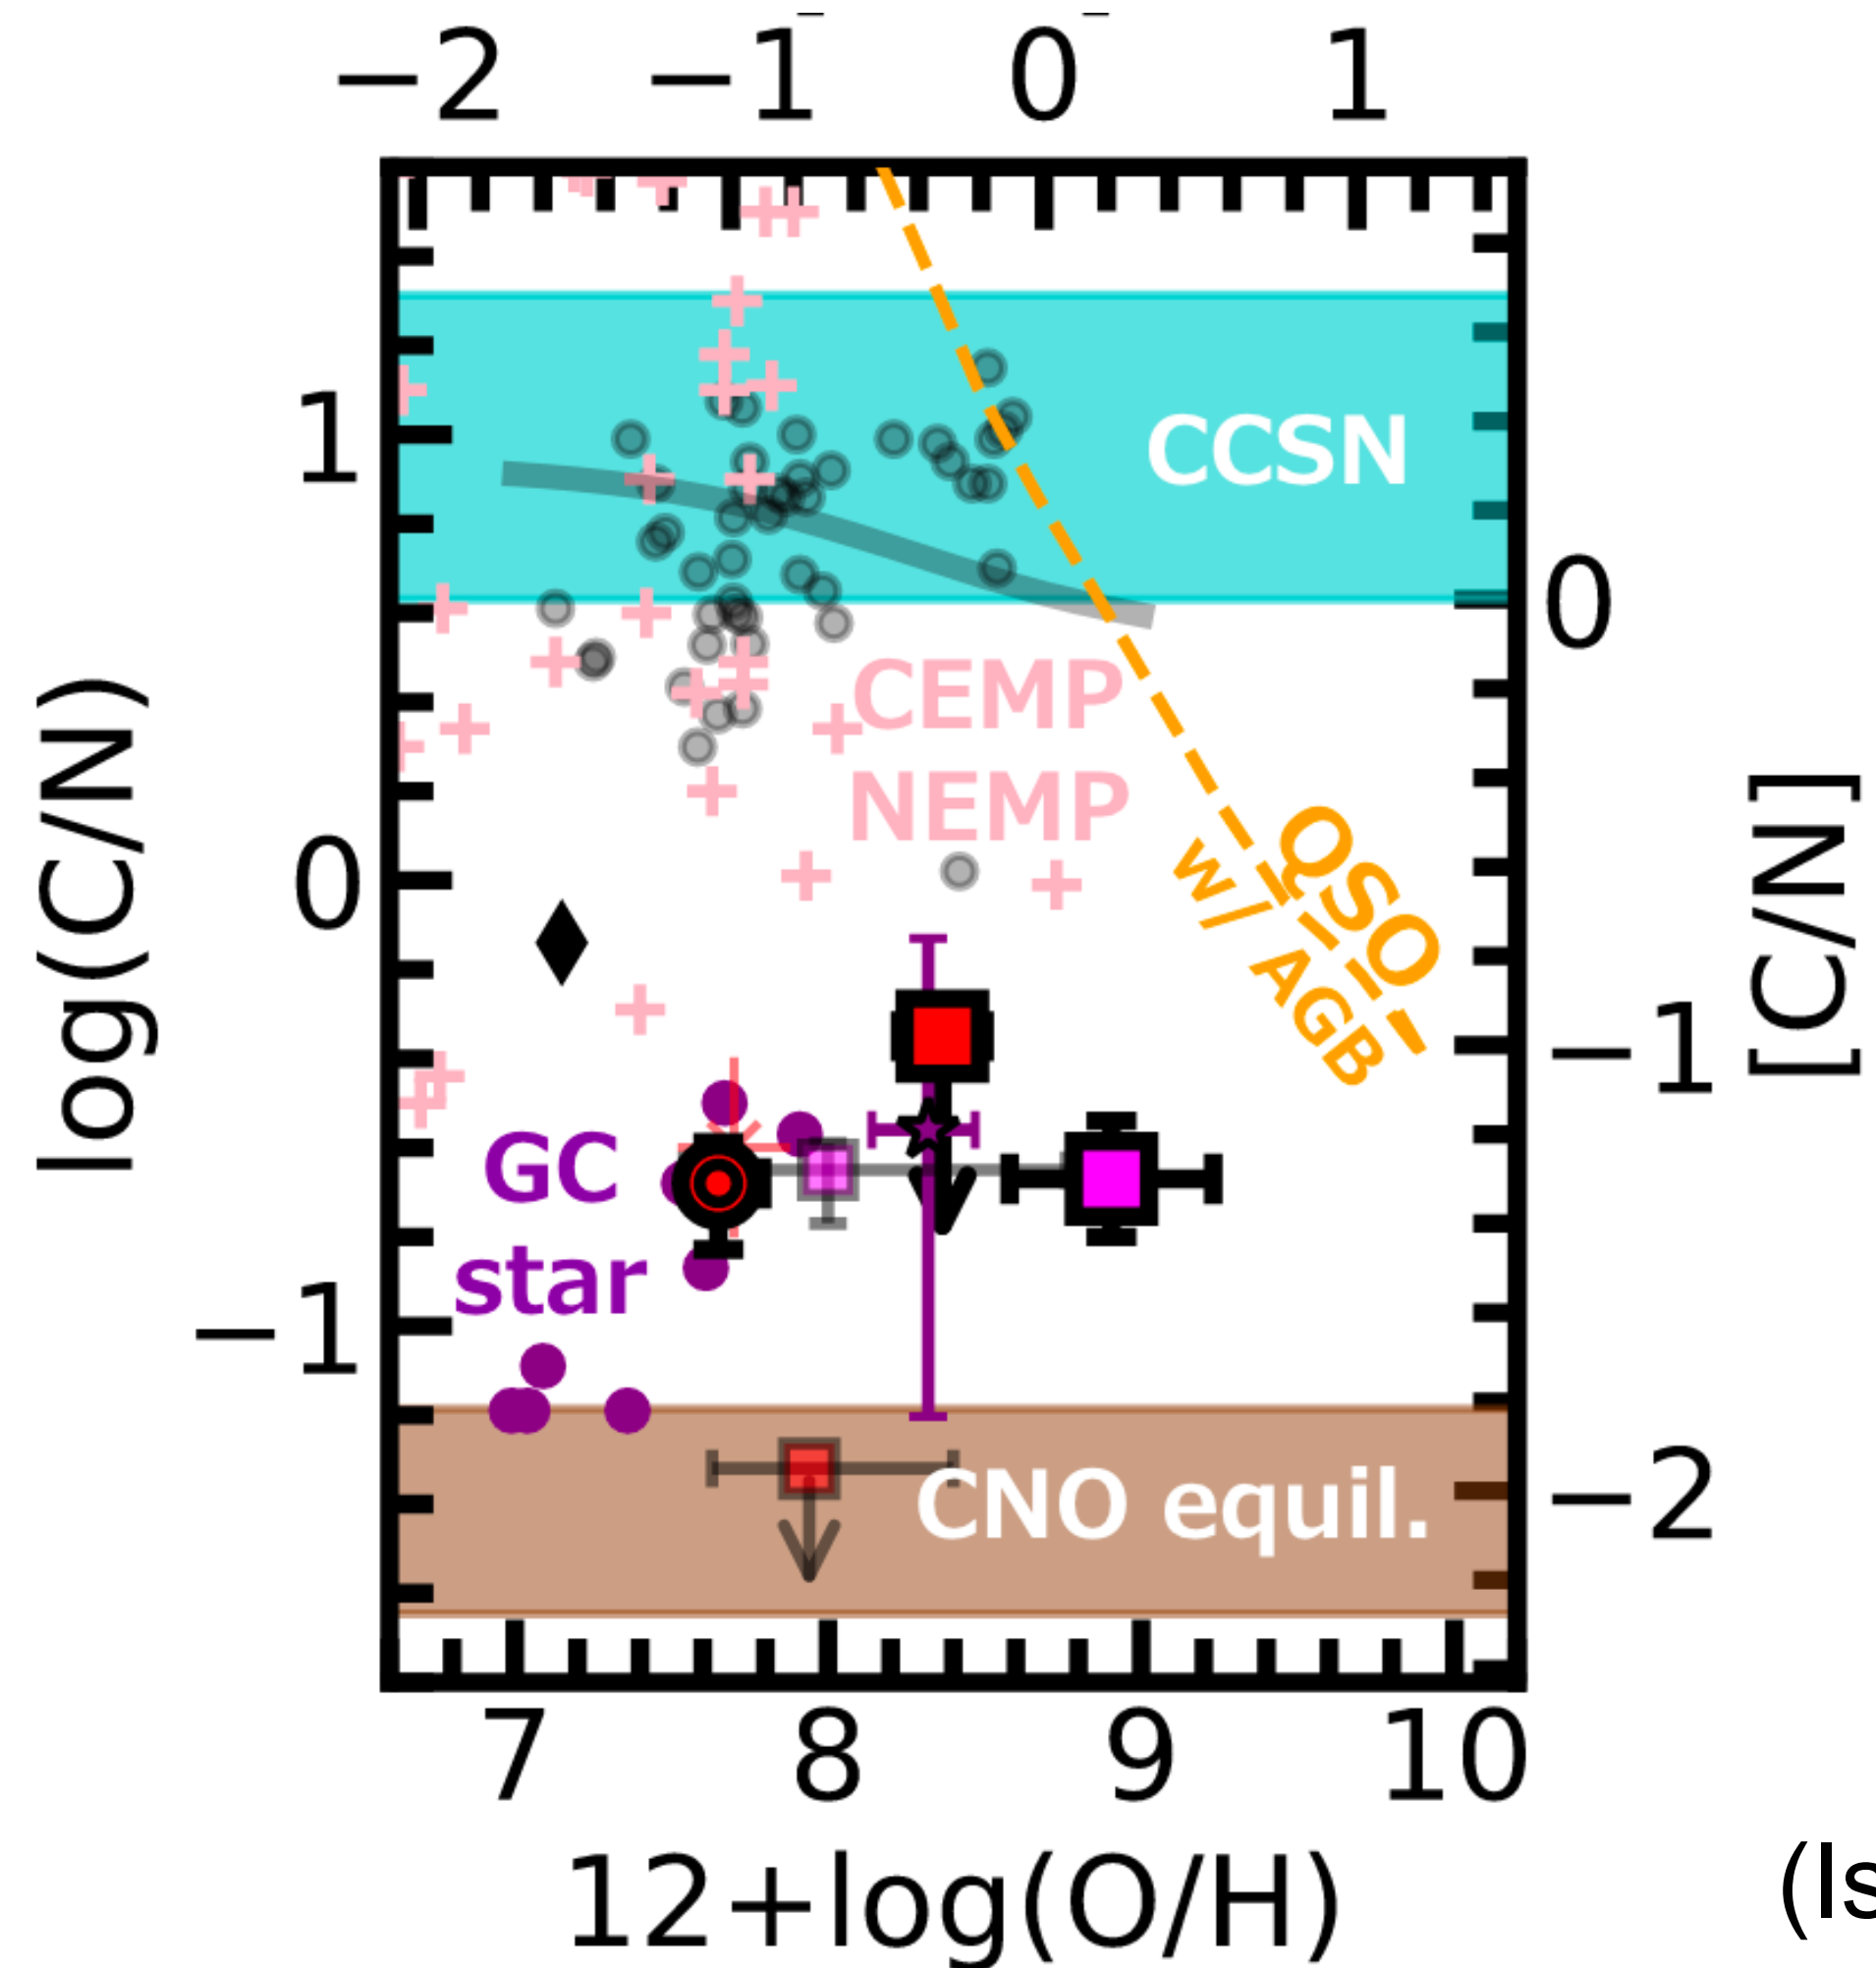 −2 −1 0 1
CCSN
1
0
CEMP
NEMP
log(C/N)
[C/N]
0
QSO
w/ AGB
−1
GC
star
−1
CNO equil.
−2
7 8 9 10
12+log(O/H)